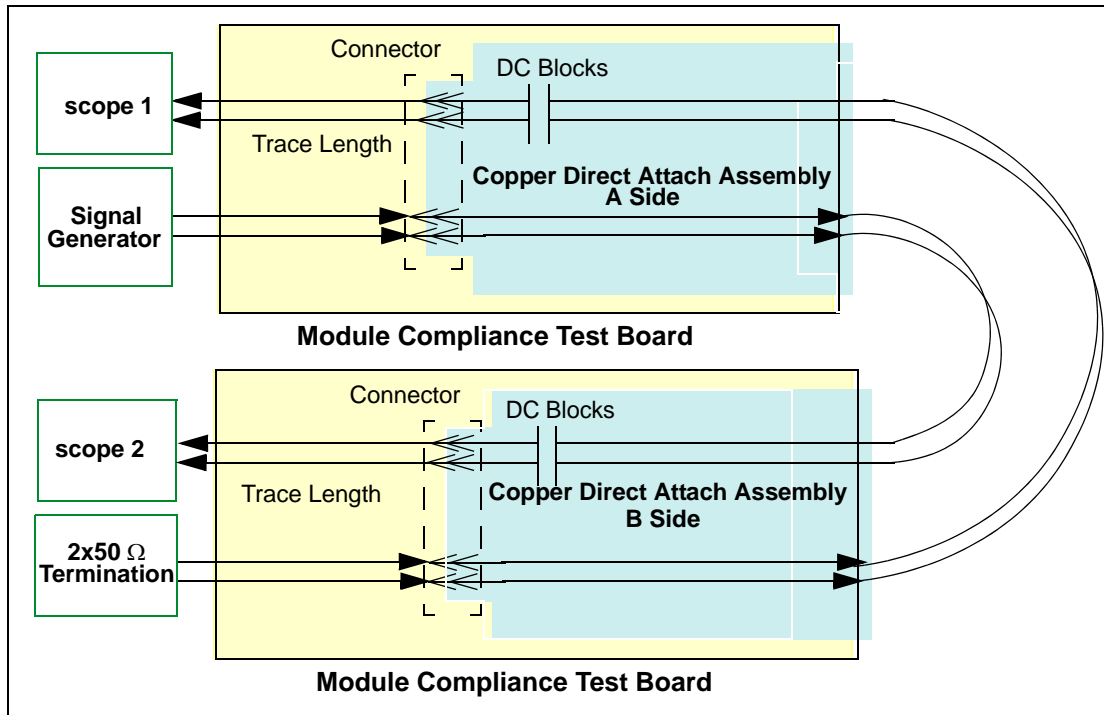 Connector
DC Blocks
scope 1
Trace Length
Copper Direct Attach Assembly
A Side
Signal
Generator
Module Compliance Test Board
Connector
DC Blocks
scope 2
Trace Length
Copper Direct Attach Assembly
B Side
2x50 Ω
Termination
Module Compliance Test Board